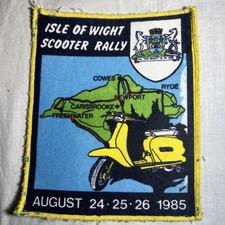 ISLE OF WIGHT
SCOOTER RALLY
COWES
RYDE
NEWPORT
CARISBROOKE
FRESHWATER
AUGUST 24·25·26 1985